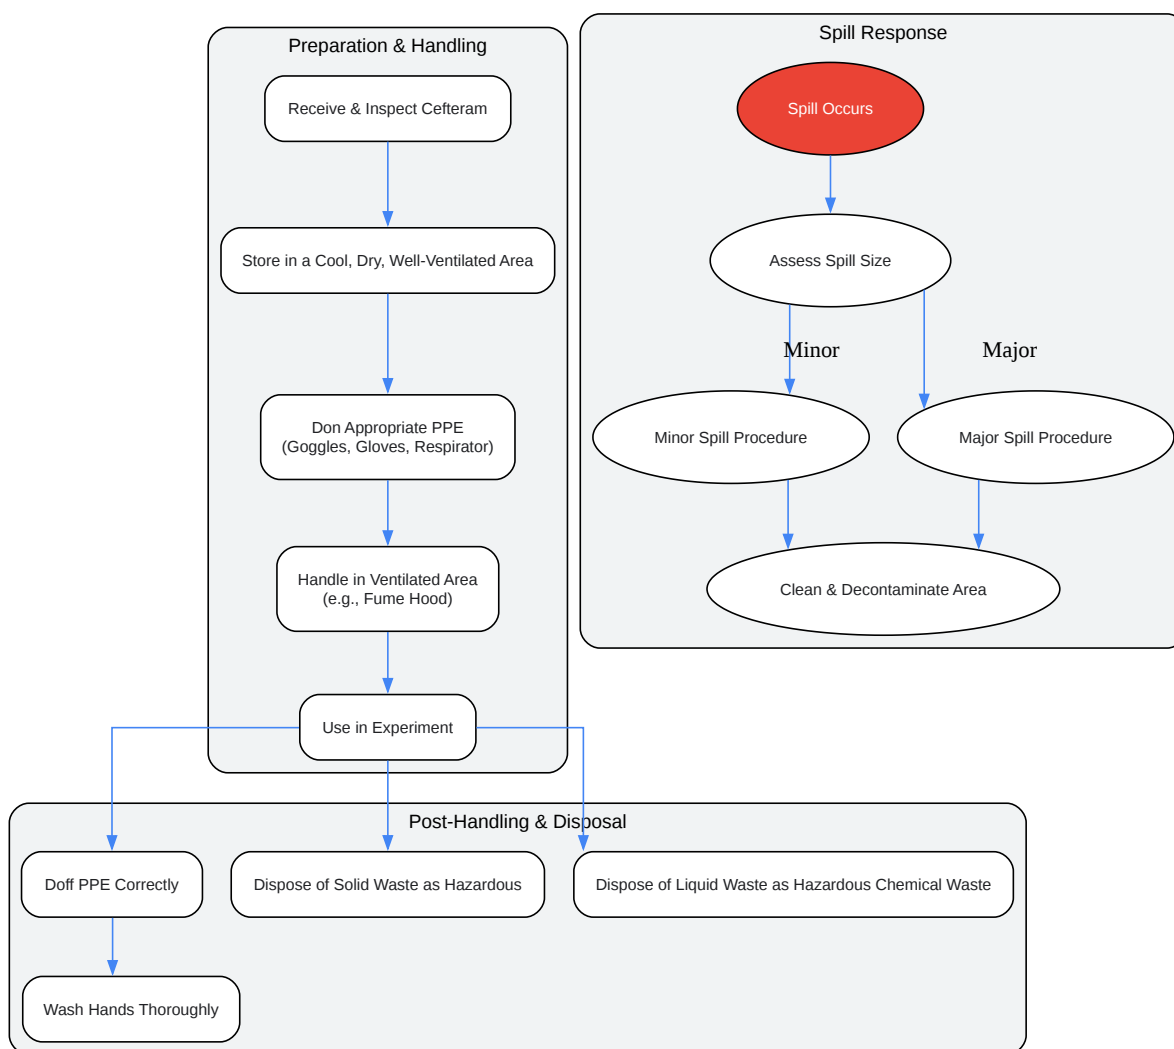 Preparation & Handling
Receive & Inspect Cefteram
Store in a Cool, Dry, Well-Ventilated Area
Don Appropriate PPE
(Goggles, Gloves, Respirator)
Handle in Ventilated Area
(e.g., Fume Hood)
Use in Experiment
Spill Response
Spill Occurs
Assess Spill Size
Minor
Major
Minor Spill Procedure
Major Spill Procedure
Clean & Decontaminate Area
Post-Handling & Disposal
Doff PPE Correctly
Dispose of Solid Waste as Hazardous
Dispose of Liquid Waste as Hazardous Chemical Waste
Wash Hands Thoroughly